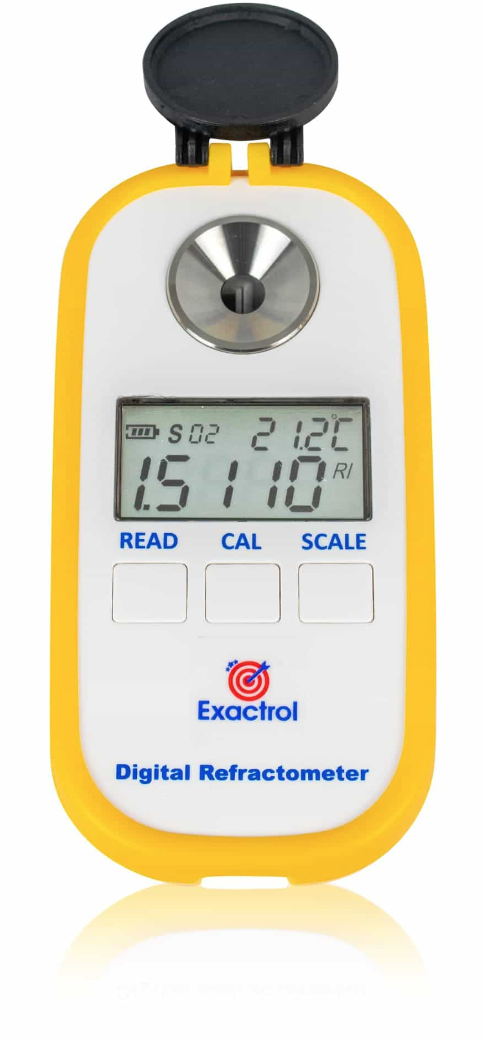 S02 21.2°C
1.5110 RI
READ CAL SCALE
Exactrol
Digital Refractometer